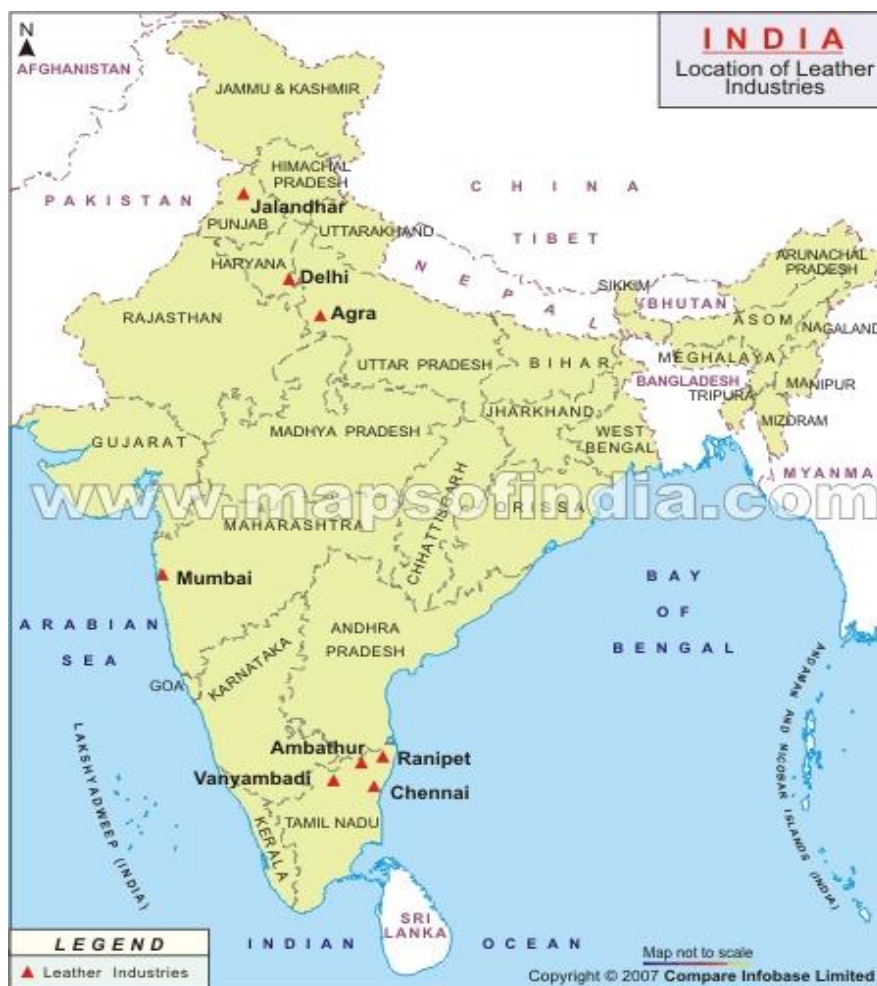 N
INDIA
Location of Leather
Industries
AFGHANISTAN
JAMMU & KASHMIR
HIMACHAL
PRADESH
CHINA
PAKISTAN
Jalandhar
PUNJAB
UTTARAKHAND
TIBET
HARYANA
Delhi
NEPAL
SIKKIM
ARUNACHAL
PRADESH
BHUTAN
RAJASTHAN
Agra
ASOM
NAGALAND
UTTAR PRADESH
BIHAR
MEGHALAYA
BANGLADESH
MANIPUR
TRIPURA
JHARKHAND
MIZORAM
GUJARAT
MADHYA PRADESH
WEST
BENGAL
MYANMA
www.mapsofindia.com
CHHATTISGARH
ORISSA
MAHARASHTRA
Mumbai
BAY
OF
BENGAL
ARABIAN
SEA
ANDHRA
PRADESH
KARNATAKA
GOA
ANDAMAN AND NICOBAR ISLANDS (INDIA)
LAKSHYADWEEP (INDIA)
Ambathur
Ranipet
Vanyambadi
Chennai
TAMIL NADU
KERALA
SRI
LANKA
LEGEND
Leather Industries
INDIAN OCEAN
Map not to scale
Copyright © 2007 Compare Infobase Limited